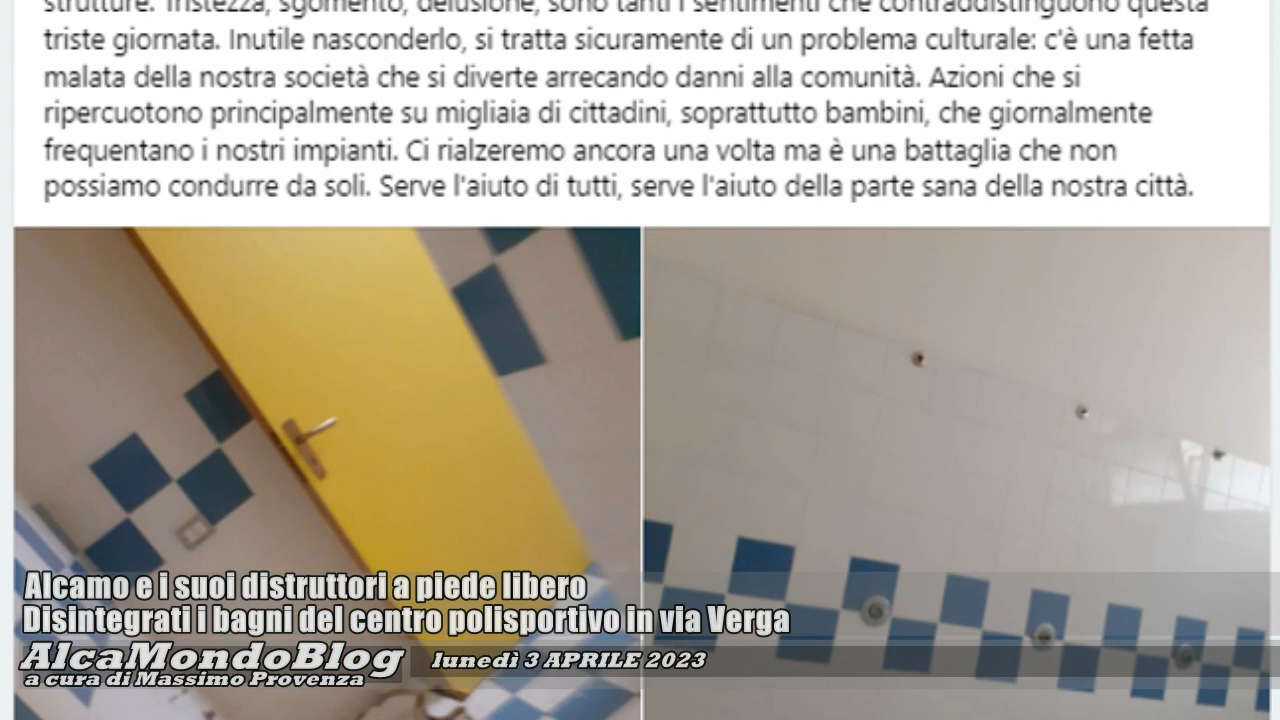 strutture. Tristezza, sgomento, delusione, sono tanti i sentimenti che contraddistinguono questa
triste giornata. Inutile nasconderlo, si tratta sicuramente di un problema culturale: c'è una fetta
malata della nostra società che si diverte arrecando danni alla comunità. Azioni che si
ripercuotono principalmente su migliaia di cittadini, soprattutto bambini, che giornalmente
frequentano i nostri impianti. Ci rialzeremo ancora una volta ma è una battaglia che non
possiamo condurre da soli. Serve l'aiuto di tutti, serve l'aiuto della parte sana della nostra città.
Alcamo e i suoi distruttori a piede libero
Disintegrati i bagni del centro polisportivo in via Verga
AlcaMondoBlog lunedì 3 APRILE 2023
a cura di Massimo Provenza